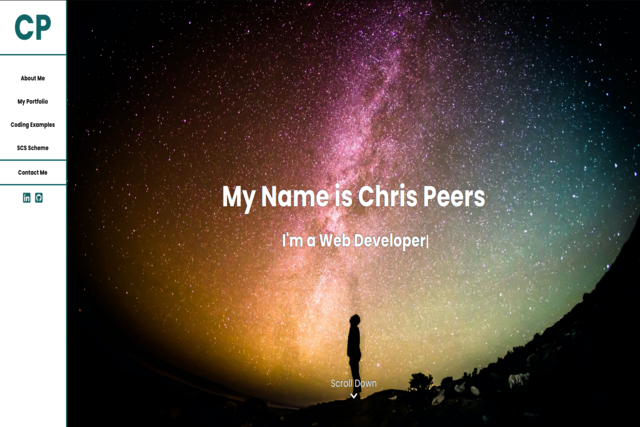 CP
About Me
My Portfolio
Coding Examples
SCS Scheme
Contact Me
in
My Name is Chris Peers
I'm a Web Developer|
Scroll Down